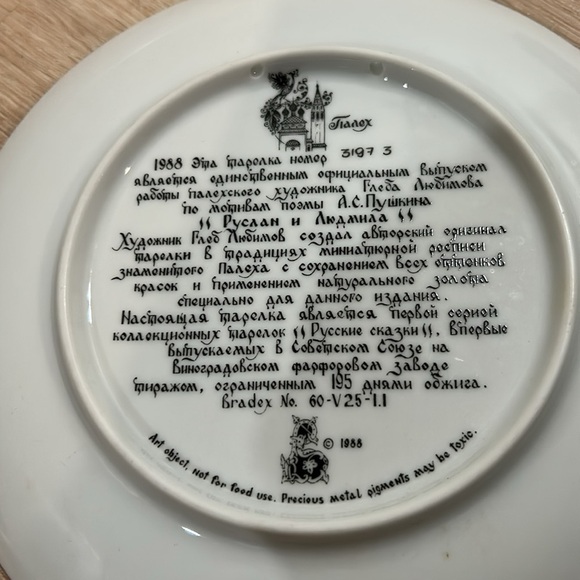 Палех
1988 Эта тарелка номер 3197 3
является единственным официальным выпуском
работы палехского художника Глеба Любимова
по мотивам поэмы А.С.Пушкина
"Руслан и Людмила"
Художник Глеб Любимов создал авторский оригинал
тарелки в традициях миниатюрной росписи
знаменитого Палеха с сохранением всех оттенков
красок и применением натурального золота
специально для данного издания.
Настоящая тарелка является первой серией
коллекционных тарелок "Русские сказки", впервые
выпускаемых в Советском Союзе на
Виноградовском фарфоровом заводе
тиражом, ограниченным 195 днями обжига.
Bradex No. 60-V25-1.1
© 1988
Art object, not for food use. Precious metal pigments may be toxic.